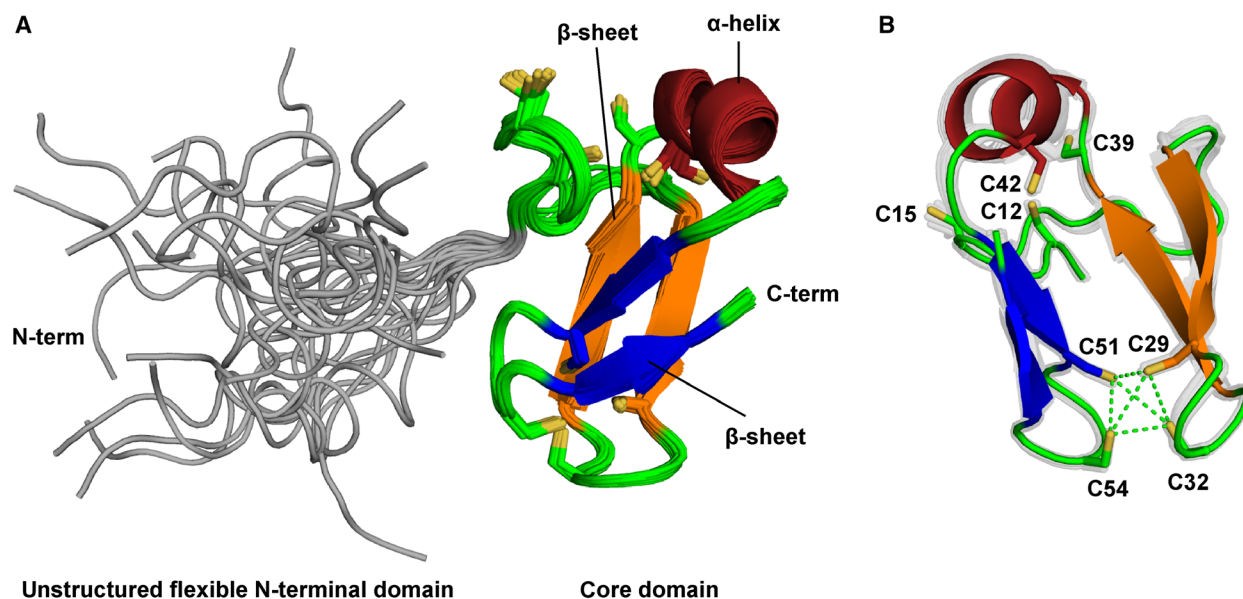 A
β-sheet
α-helix
N-term
C-term
β-sheet
Unstructured flexible N-terminal domain
Core domain
B
C39
C42
C12
C15
C51
C29
C54
C32